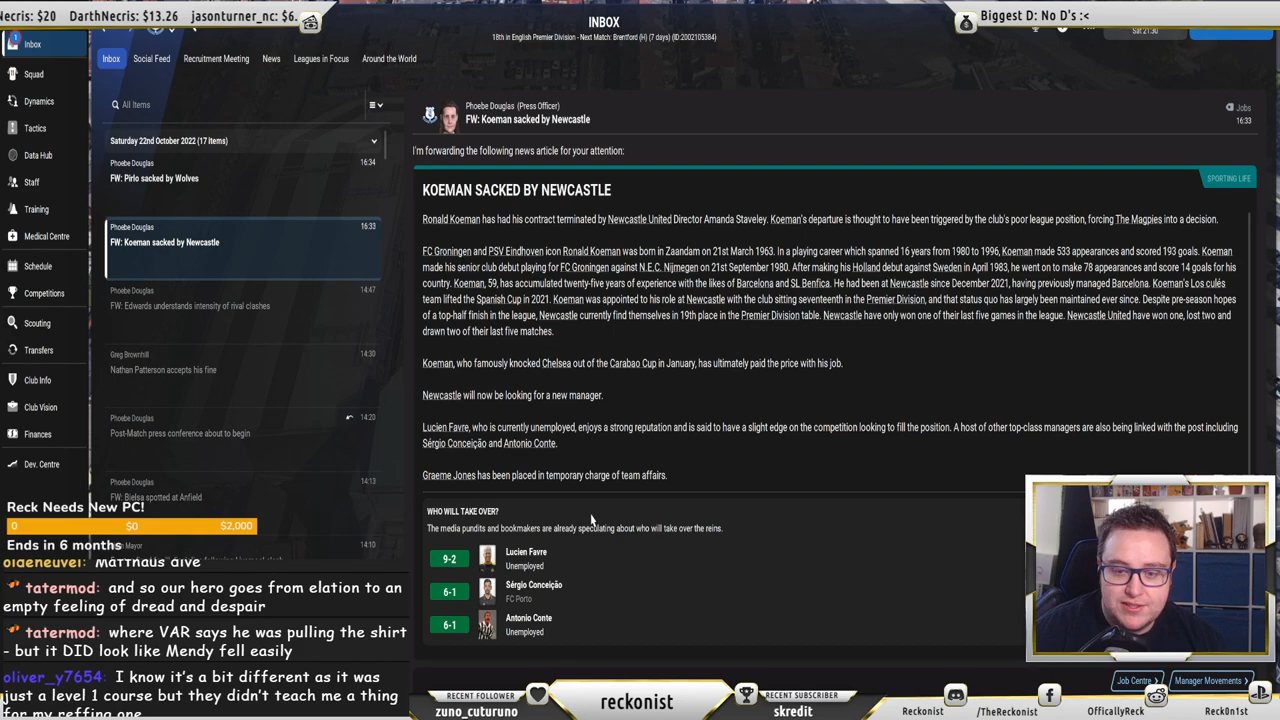 Necris: $20 DarthNecris: $13.26 jasonturner_nc: $6.
INBOX
18th in English Premier Division - Next Match: Brentford (H) (7 days) (ID:2002105384)
Biggest D: No D's :<
Sat 21:30
1
Inbox
Squad
Dynamics
Tactics
Data Hub
Staff
Training
Medical Centre
Schedule
Competitions
Scouting
Transfers
Club Info
Club Vision
Finances
Dev. Centre
Inbox Social Feed Recruitment Meeting News Leagues in Focus Around the World
All Items
Saturday 22nd October 2022 (17 items)
Phoebe Douglas 16:34
FW: Pirlo sacked by Wolves
Phoebe Douglas 16:33
FW: Koeman sacked by Newcastle
Phoebe Douglas 14:47
FW: Edwards understands intensity of rival clashes
Greg Brownhill 14:30
Nathan Patterson accepts his fine
Phoebe Douglas 14:20
Post-Match press conference about to begin
Phoebe Douglas 14:13
FW: Bielsa spotted at Anfield
Mayor 14:10
Phoebe Douglas (Press Officer)
FW: Koeman sacked by Newcastle
Jobs
16:33
I'm forwarding the following news article for your attention:
SPORTING LIFE
KOEMAN SACKED BY NEWCASTLE
Ronald Koeman has had his contract terminated by Newcastle United Director Amanda Staveley. Koeman's departure is thought to have been triggered by the club's poor league position, forcing The Magpies into a decision.
FC Groningen and PSV Eindhoven icon Ronald Koeman was born in Zaandam on 21st March 1963. In a playing career which spanned 16 years from 1980 to 1996, Koeman made 533 appearances and scored 193 goals. Koeman
made his senior club debut playing for FC Groningen against N.E.C. Nijmegen on 21st September 1980. After making his Holland debut against Sweden in April 1983, he went on to make 78 appearances and score 14 goals for his
country. Koeman, 59, has accumulated twenty-five years of experience with the likes of Barcelona and SL Benfica. He had been at Newcastle since December 2021, having previously managed Barcelona. Koeman's Los culés
team lifted the Spanish Cup in 2021. Koeman was appointed to his role at Newcastle with the club sitting seventeenth in the Premier Division, and that status quo has largely been maintained ever since. Despite pre-season hopes
of a top-half finish in the league, Newcastle currently find themselves in 19th place in the Premier Division table. Newcastle have only won one of their last five games in the league. Newcastle United have won one, lost two and
drawn two of their last five matches.
Koeman, who famously knocked Chelsea out of the Carabao Cup in January, has ultimately paid the price with his job.
Newcastle will now be looking for a new manager.
Lucien Favre, who is currently unemployed, enjoys a strong reputation and is said to have a slight edge on the competition looking to fill the position. A host of other top-class managers are also being linked with the post including
Sérgio Conceição and Antonio Conte.
Graeme Jones has been placed in temporary charge of team affairs.
WHO WILL TAKE OVER?
The media pundits and bookmakers are already speculating about who will take over the reins.
9-2 Lucien Favre
Unemployed
6-1 Sérgio Conceição
FC Porto
6-1 Antonio Conte
Unemployed
Job Centre > Manager Movements >
Reck Needs New PC!
0 $0 $2,000
Ends in 6 months
oldeneuvel: Matthäus dive
tatermod: and so our hero goes from elation to an
empty feeling of dread and despair
tatermod: where VAR says he was pulling the shirt
- but it DID look like Mendy fell easily
oliver_y7654: I know it's a bit different as it was
just a level 1 course but they didn't teach me a thing
for my reffing one
RECENT FOLLOWER
zuno_cuturuno
reckonist
RECENT SUBSCRIBER
skredit
Reckonist
/TheReckonist
OfficallyReck
Reck0n1st